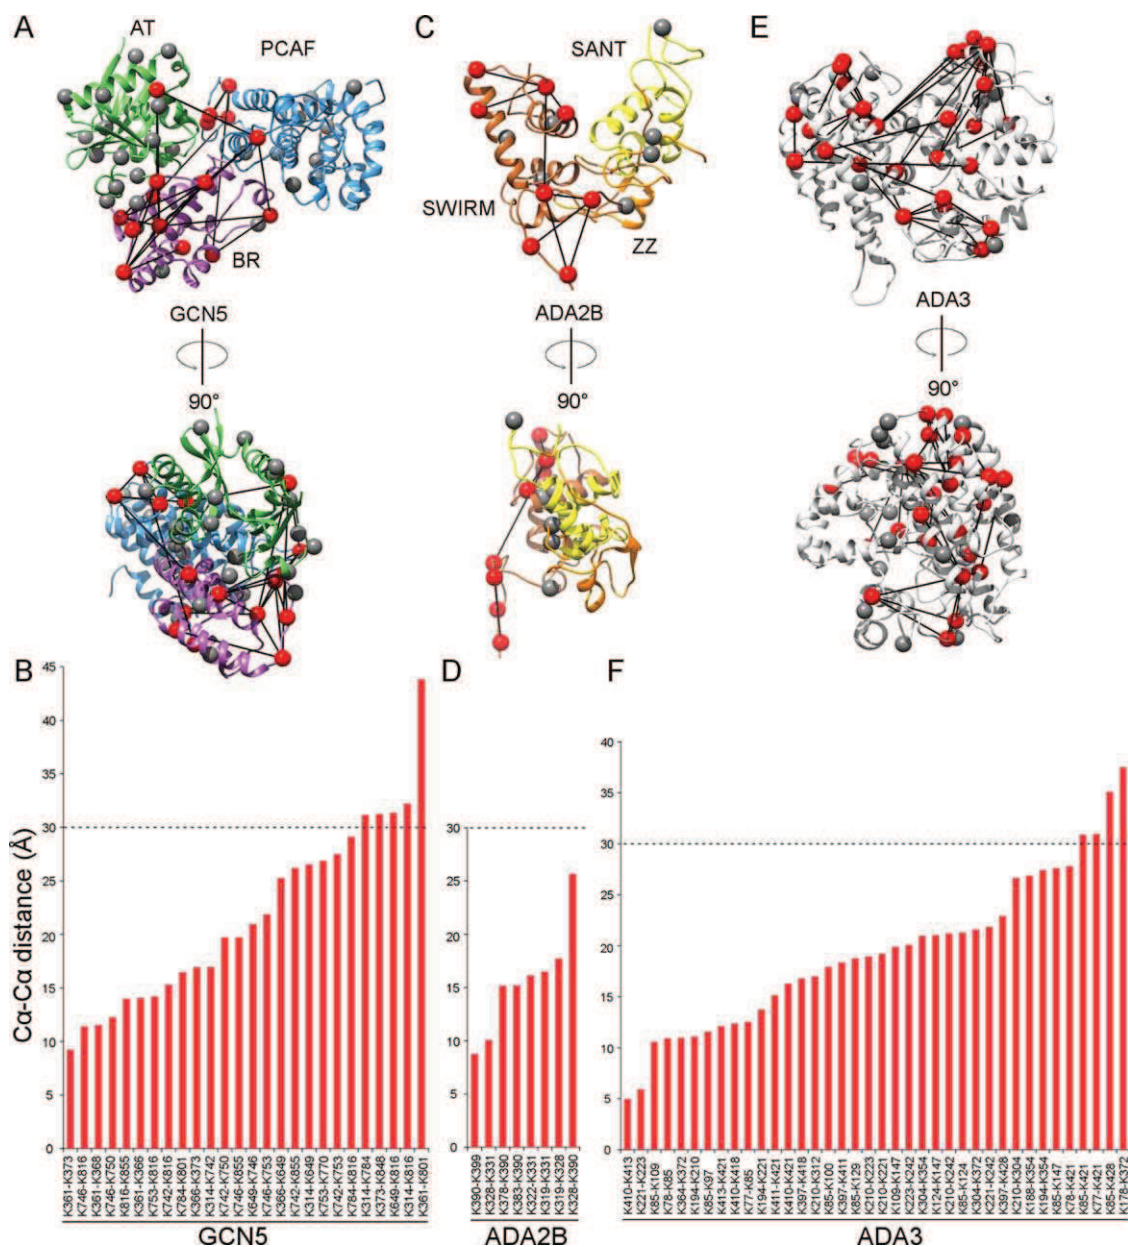 A
AT
PCAF
BR
GCN5
90°
C
SANT
SWIRM
ZZ
ADA2B
90°
E
ADA3
90°
B
45
40
35
30
25
20
15
10
5
0
Cα-Cα distance (Å)
K361-K373
K746-K816
K361-K368
K746-K750
K816-K855
K361-K366
K753-K816
K742-K816
K784-K801
K366-K373
K314-K742
K742-K750
K746-K855
K649-K746
K746-K753
K366-K649
K742-K855
K314-K649
K753-K770
K742-K753
K784-K816
K314-K784
K373-K848
K649-K816
K314-K816
K361-K801
GCN5
D
30
25
20
15
10
5
0
K390-K399
K328-K331
K378-K390
K383-K390
K322-K331
K319-K331
K319-K328
K328-K390
ADA2B
F
40
35
30
25
20
15
10
5
0
K410-K413
K221-K223
K85-K109
K78-K85
K364-K372
K194-K210
K85-K97
K413-K421
K410-K418
K77-K85
K194-K221
K411-K421
K410-K421
K397-K418
K210-K312
K85-K100
K397-K411
K85-K129
K210-K223
K210-K221
K109-K147
K223-K242
K304-K354
K124-K147
K210-K242
K85-K124
K304-K372
K221-K242
K397-K428
K210-K304
K188-K354
K194-K354
K85-K147
K78-K421
K85-K421
K77-K421
K85-K428
K178-K372
ADA3